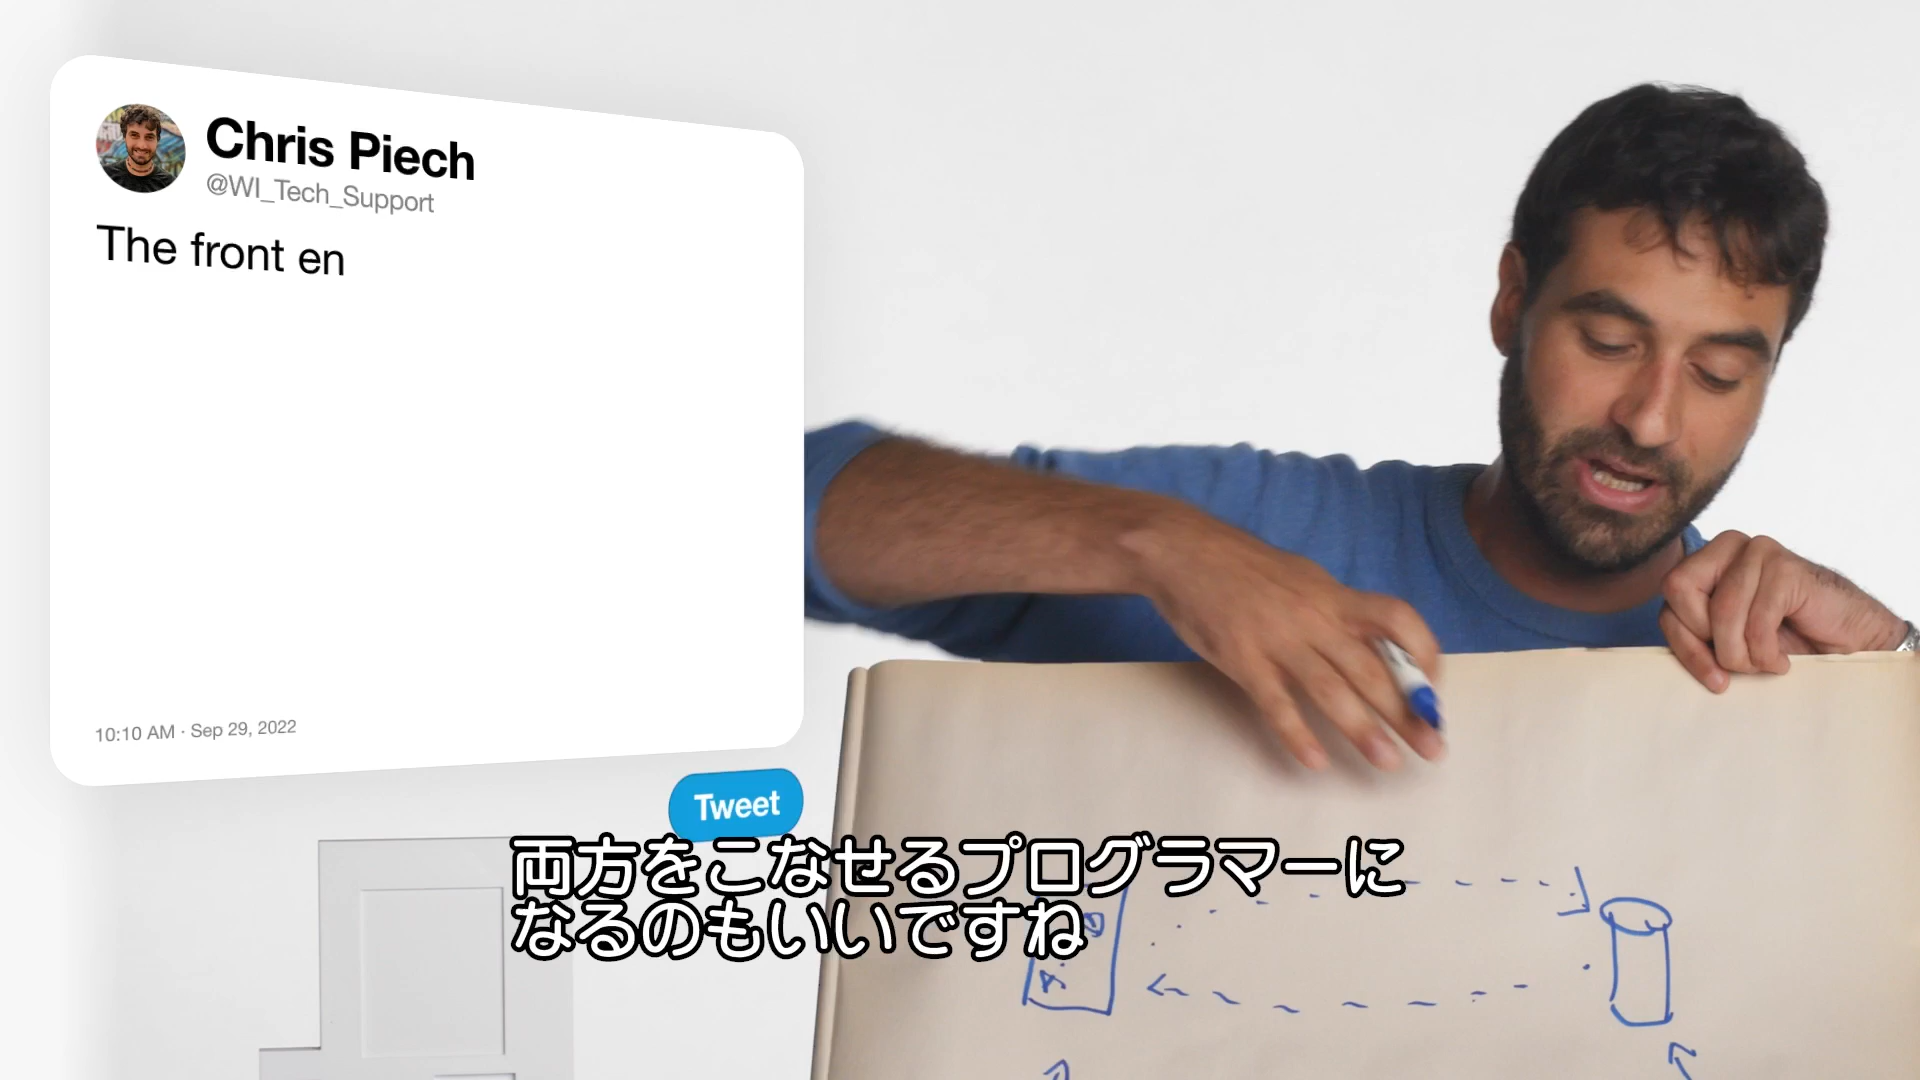 Chris Piech
@WI_Tech_Support
The front en
10:10 AM · Sep 29, 2022
Tweet
両方をこなせるプログラマーに
なるのもいいですね